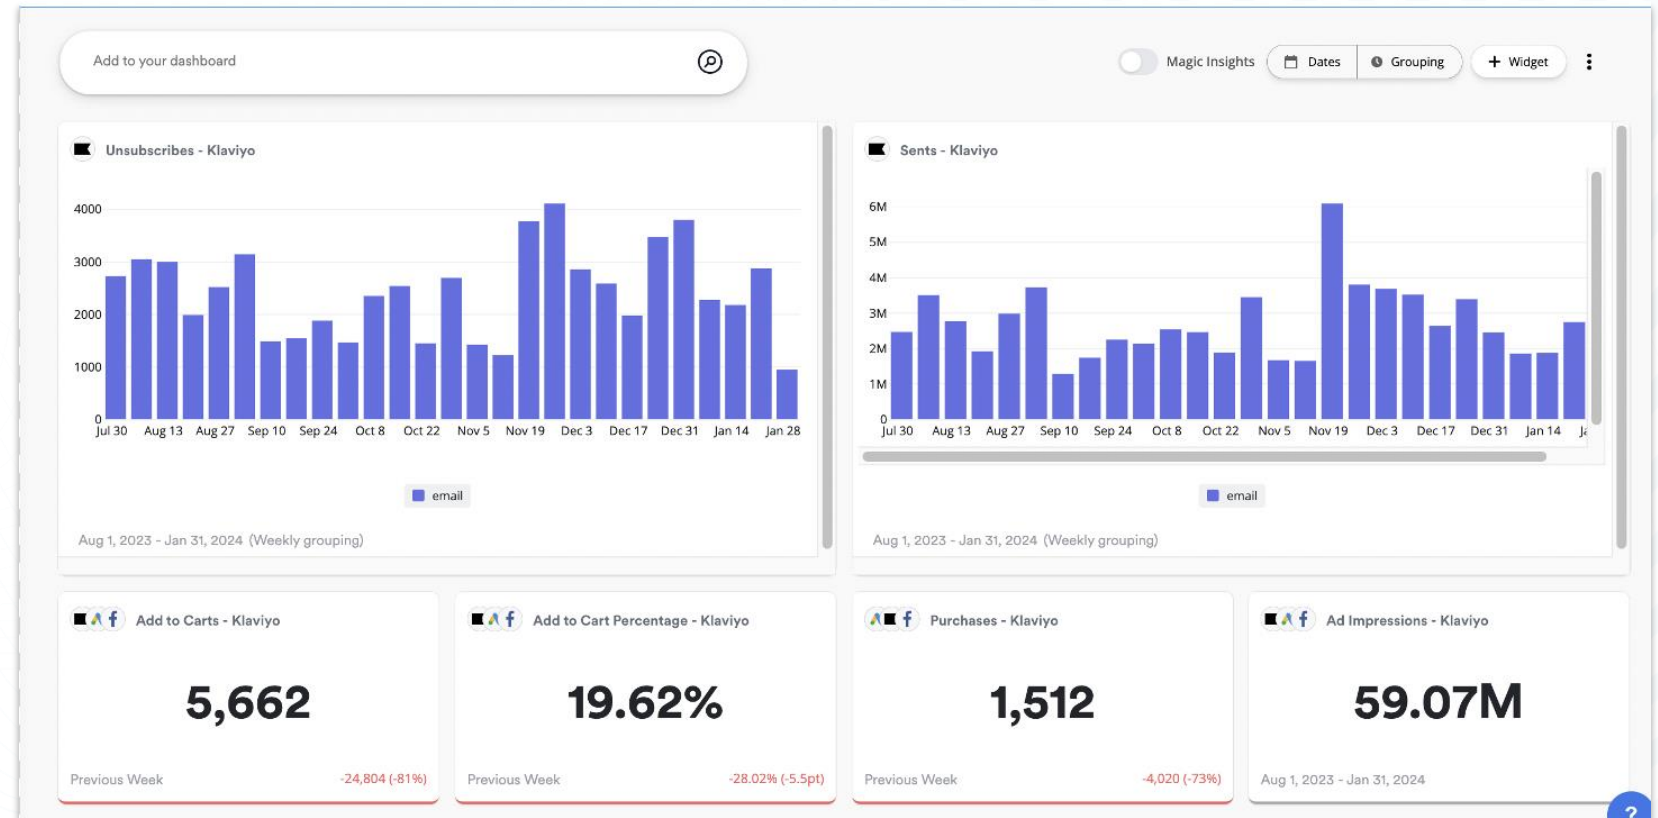 Add to your dashboard
Magic Insights
Dates
Grouping
+ Widget
Unsubscribes - Klaviyo
4000
3000
2000
1000
0
Jul 30 Aug 13 Aug 27 Sep 10 Sep 24 Oct 8 Oct 22 Nov 5 Nov 19 Dec 3 Dec 17 Dec 31 Jan 14 Jan 28
email
Aug 1, 2023 - Jan 31, 2024 (Weekly grouping)
Sents - Klaviyo
6M
5M
4M
3M
2M
1M
0
Jul 30 Aug 13 Aug 27 Sep 10 Sep 24 Oct 8 Oct 22 Nov 5 Nov 19 Dec 3 Dec 17 Dec 31 Jan 14
email
Aug 1, 2023 - Jan 31, 2024 (Weekly grouping)
Add to Carts - Klaviyo
5,662
Previous Week -24,804 (-81%)
Add to Cart Percentage - Klaviyo
19.62%
Previous Week -28.02% (-5.5pt)
Purchases - Klaviyo
1,512
Previous Week -4,020 (-73%)
Ad Impressions - Klaviyo
59.07M
Aug 1, 2023 - Jan 31, 2024
?